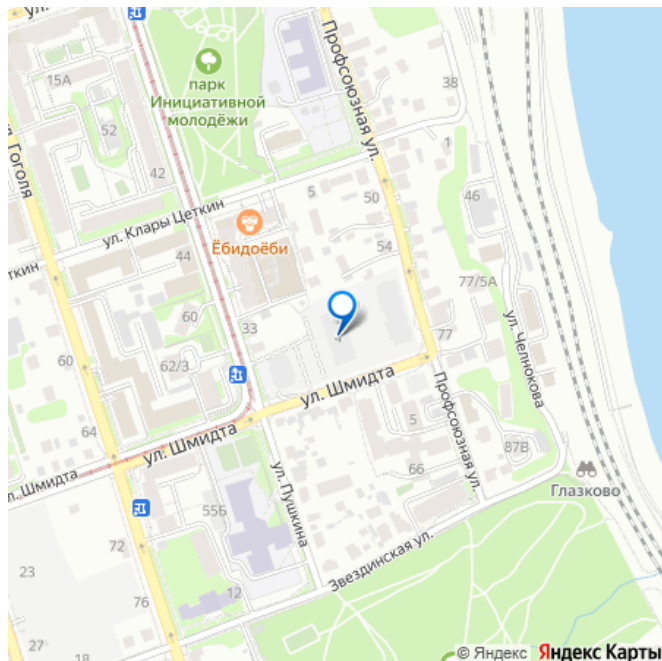 ул.
Профсоюзная ул.
парк
Инициативной
молодёжи
15А
52
42
38
1
ул. Гоголя
5
50
46
ул. Клары Цеткин
Ёбидоёби
54
44
ткин
77/5А
60
33
ул. Челнокова
60
62/3
77
ул. Шмидта
Профсоюзная ул.
64
5
ул. Шмидта
87В
66
л. Шмидта
ул. Пушкина
Глазково
55Б
72
Звездинская ул.
23
12
76
27
18
© Яндекс Яндекс Карты